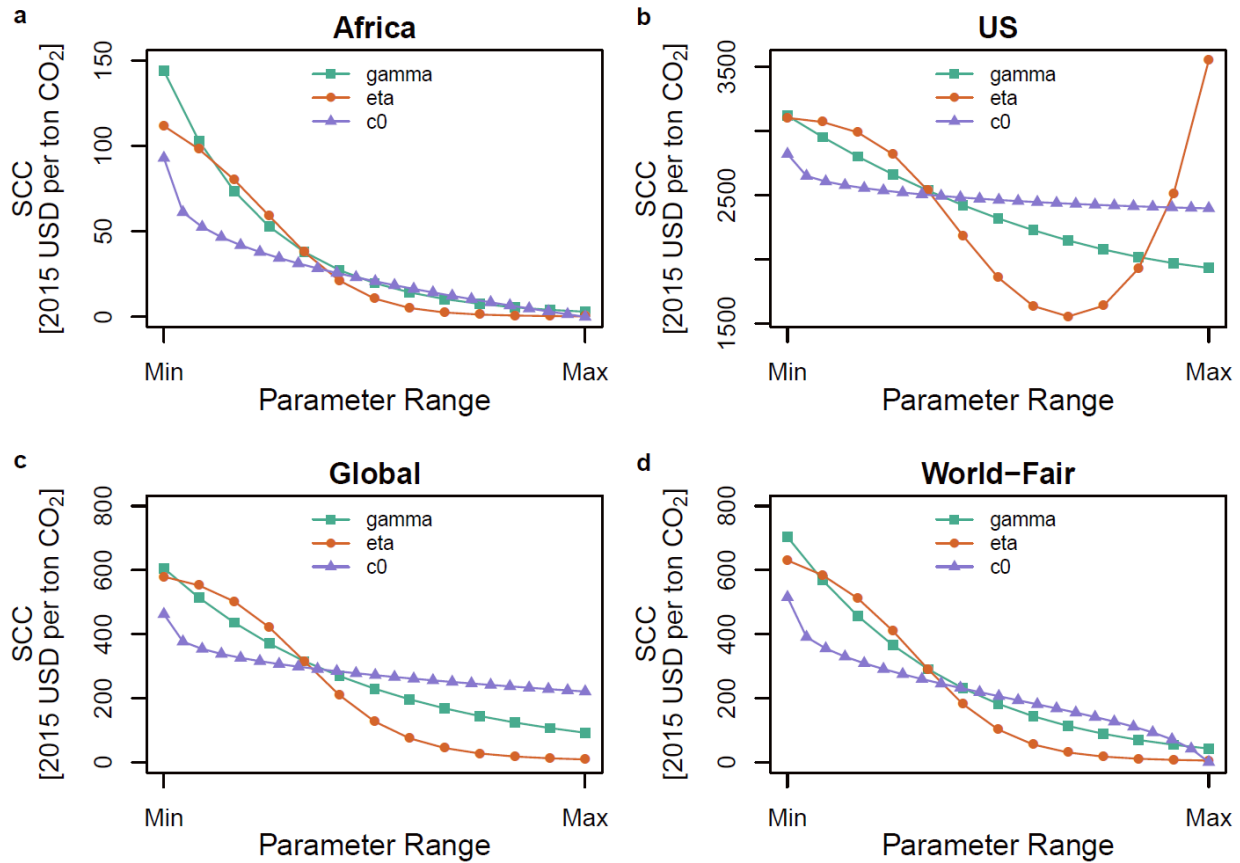 a
Africa
SCC
[2015 USD per ton CO₂]
150
100
50
0
gamma
eta
c0
Min
Max
Parameter Range
b
US
SCC
[2015 USD per ton CO₂]
3500
2500
1500
gamma
eta
c0
Min
Max
Parameter Range
c
Global
SCC
[2015 USD per ton CO₂]
800
600
400
200
0
gamma
eta
c0
Min
Max
Parameter Range
d
World−Fair
SCC
[2015 USD per ton CO₂]
800
600
400
200
0
gamma
eta
c0
Min
Max
Parameter Range